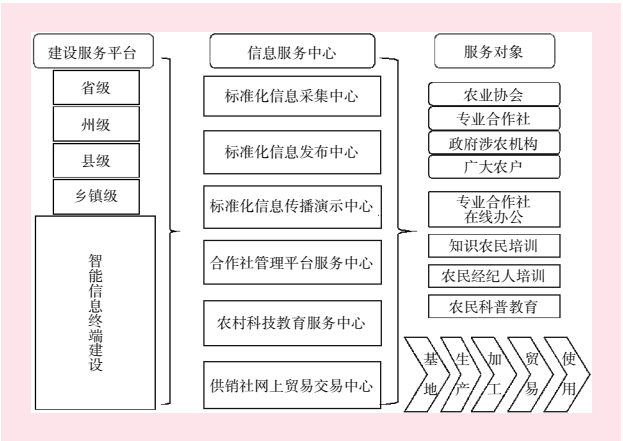 建设服务平台
省级
州级
县级
乡镇级
智能信息终端建设
信息服务中心
标准化信息采集中心
标准化信息发布中心
标准化信息传播演示中心
合作社管理平台服务中心
农村科技教育服务中心
供销社网上贸易交易中心
服务对象
农业协会
专业合作社
政府涉农机构
广大农户
专业合作社
在线办公
知识农民培训
农民经纪人培训
农民科普教育
基地
生产
加工
贸易
使用